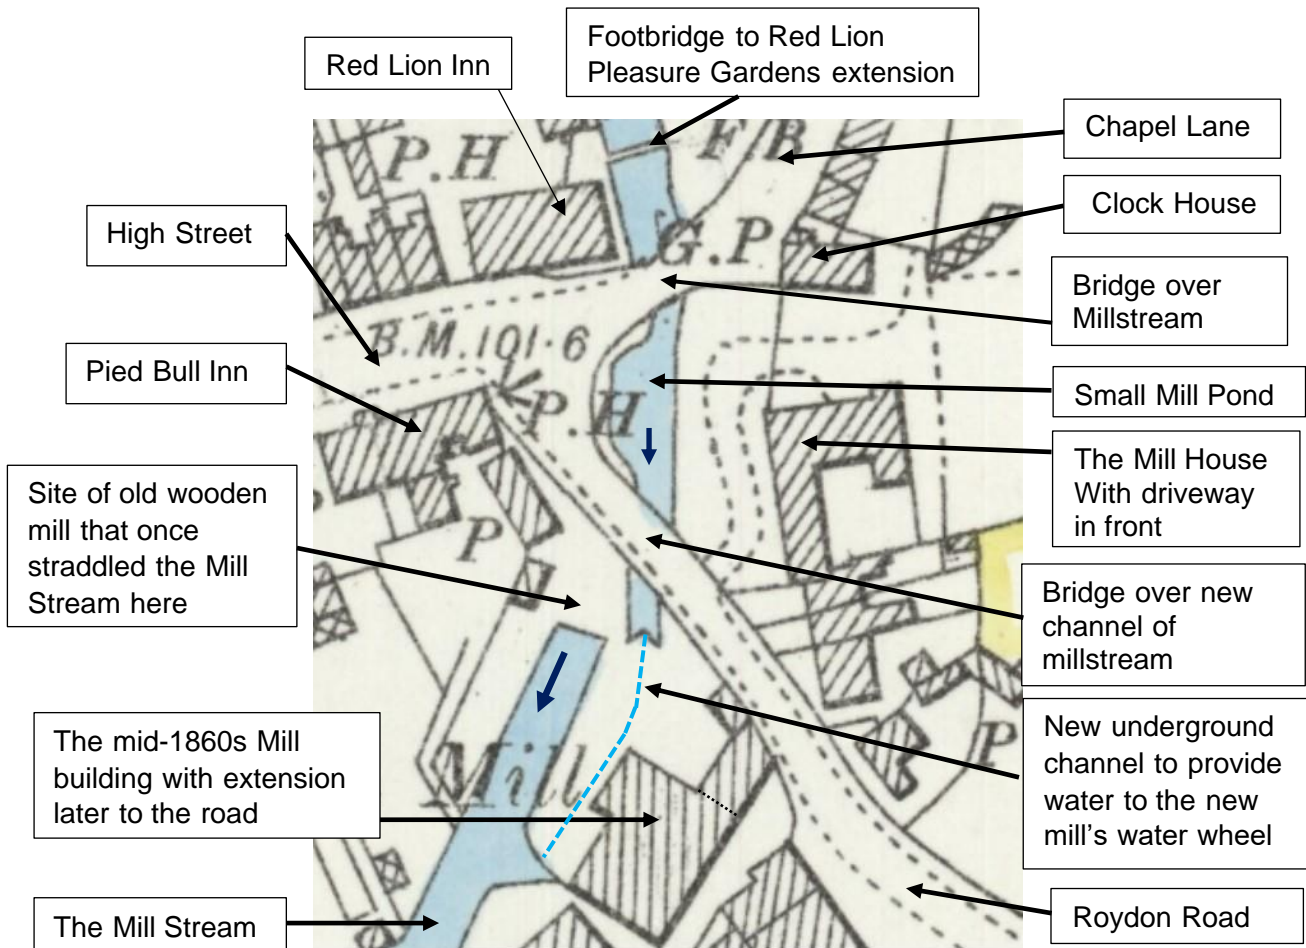 Footbridge to Red Lion
Pleasure Gardens extension
Red Lion Inn
Chapel Lane
Clock House
High Street
Bridge over
Millstream
Pied Bull Inn
Small Mill Pond
The Mill House
With driveway
in front
Site of old wooden
mill that once
straddled the Mill
Stream here
Bridge over new
channel of
millstream
New underground
channel to provide
water to the new
mill's water wheel
The mid-1860s Mill
building with extension
later to the road
Roydon Road
The Mill Stream
P.H
F.B
G.P
B.M.101·6
P.H
P
Mill
P